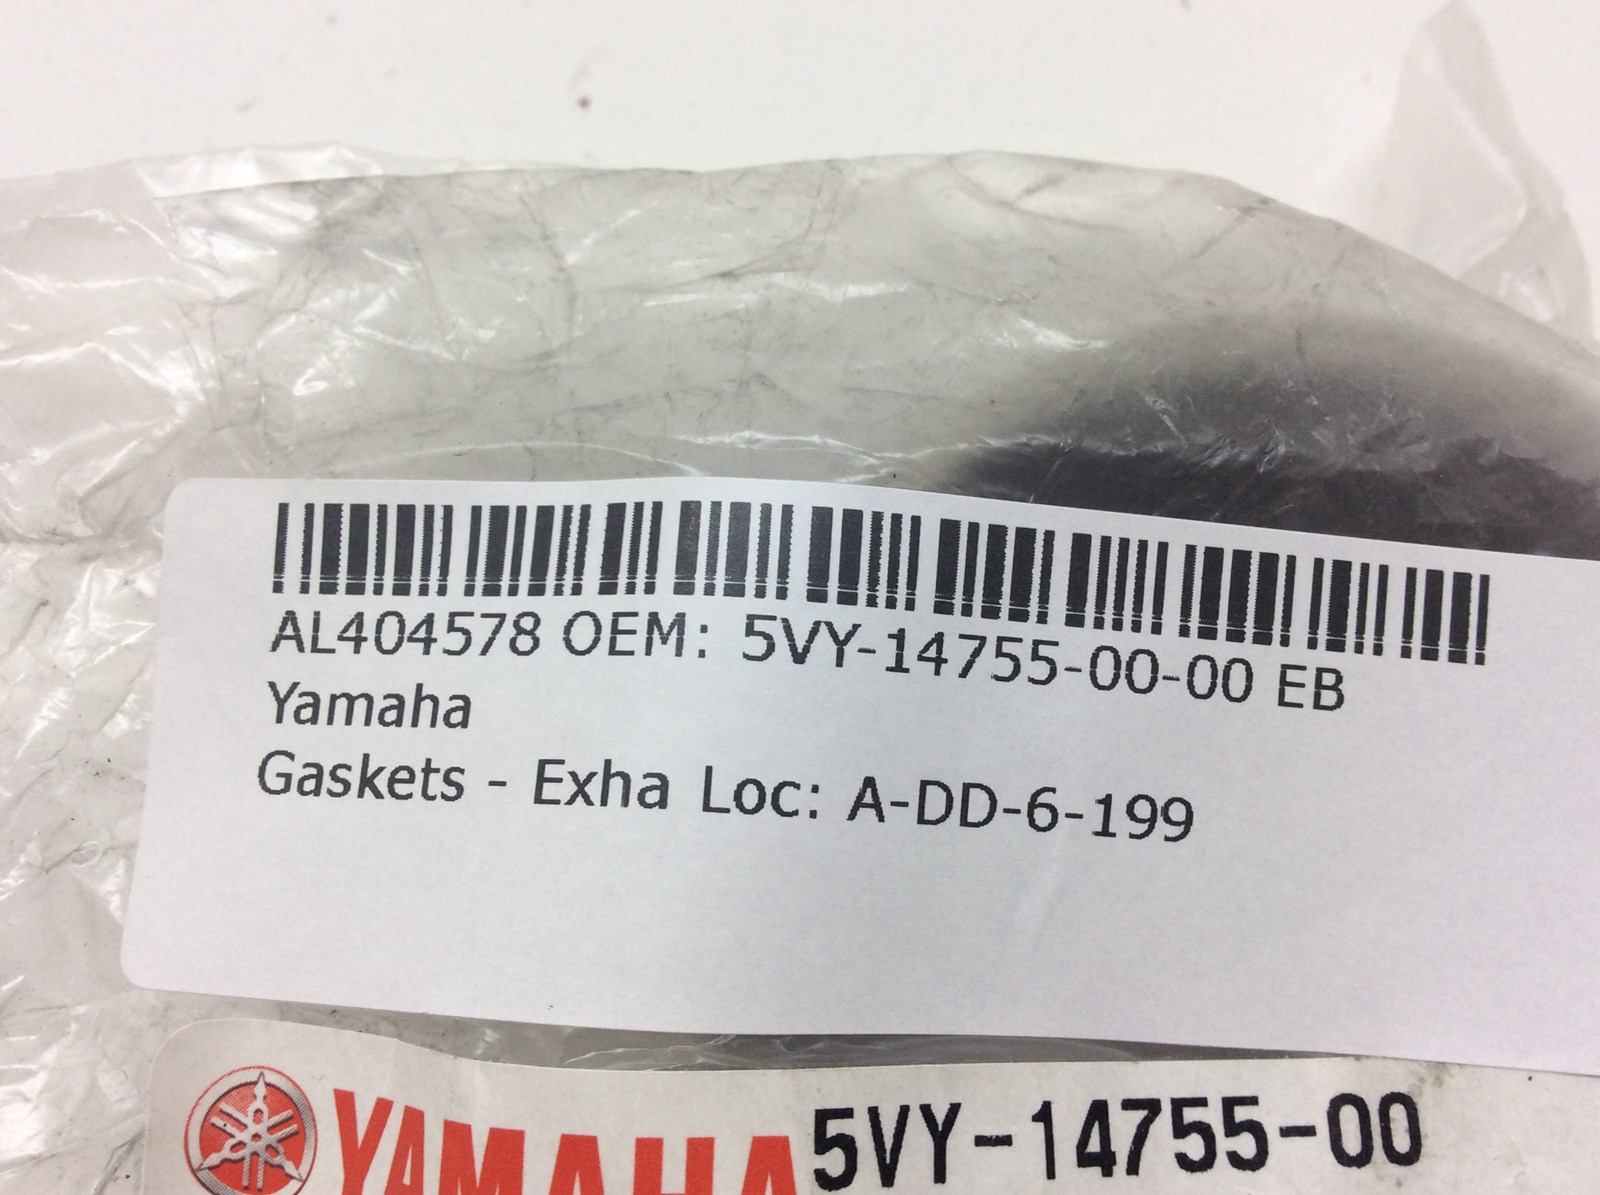 AL404578 OEM: 5VY-14755-00-00 EB
Yamaha
Gaskets - Exha Loc: A-DD-6-199
YAMAHA 5VY-14755-00